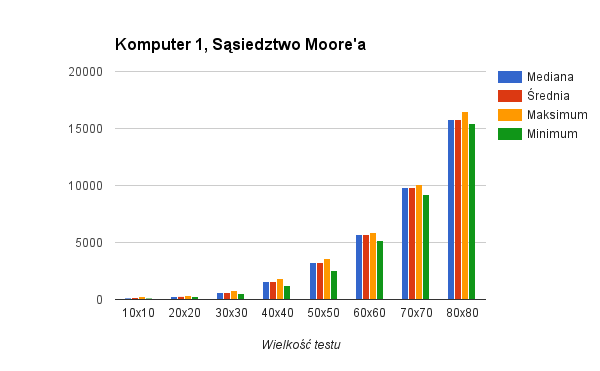 Komputer 1, Sąsiedztwo Moore'a
20000
15000
10000
5000
0
10x10 20x20 30x30 40x40 50x50 60x60 70x70 80x80
Wielkość testu
Mediana
Średnia
Maksimum
Minimum